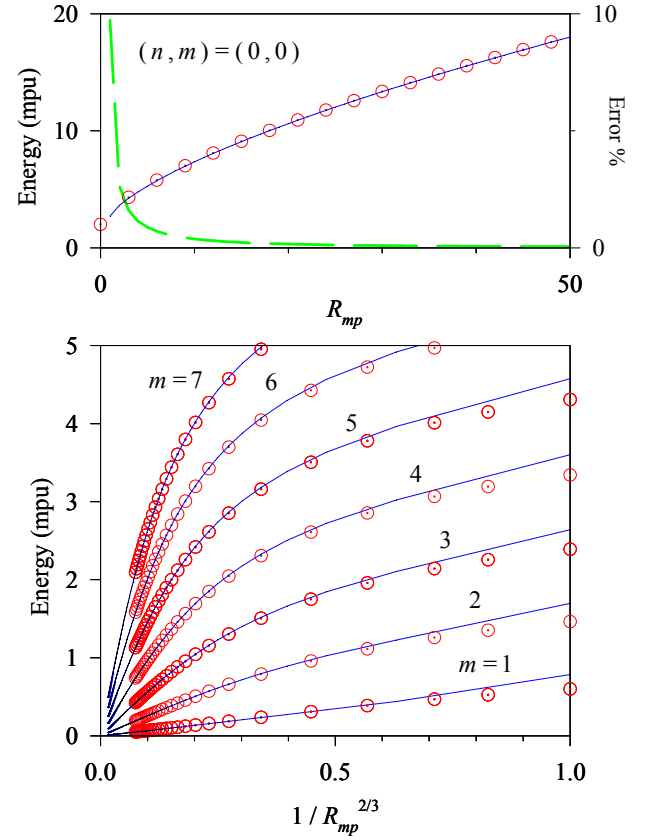 20
10
( n , m ) = ( 0 , 0 )
Energy (mpu)
10
Error %
0
0
0
50
R_mp
5
m = 7
6
5
4
4
3
3
2
2
m = 1
1
0
Energy (mpu)
0.0
0.5
1.0
1 / R_mp^2/3